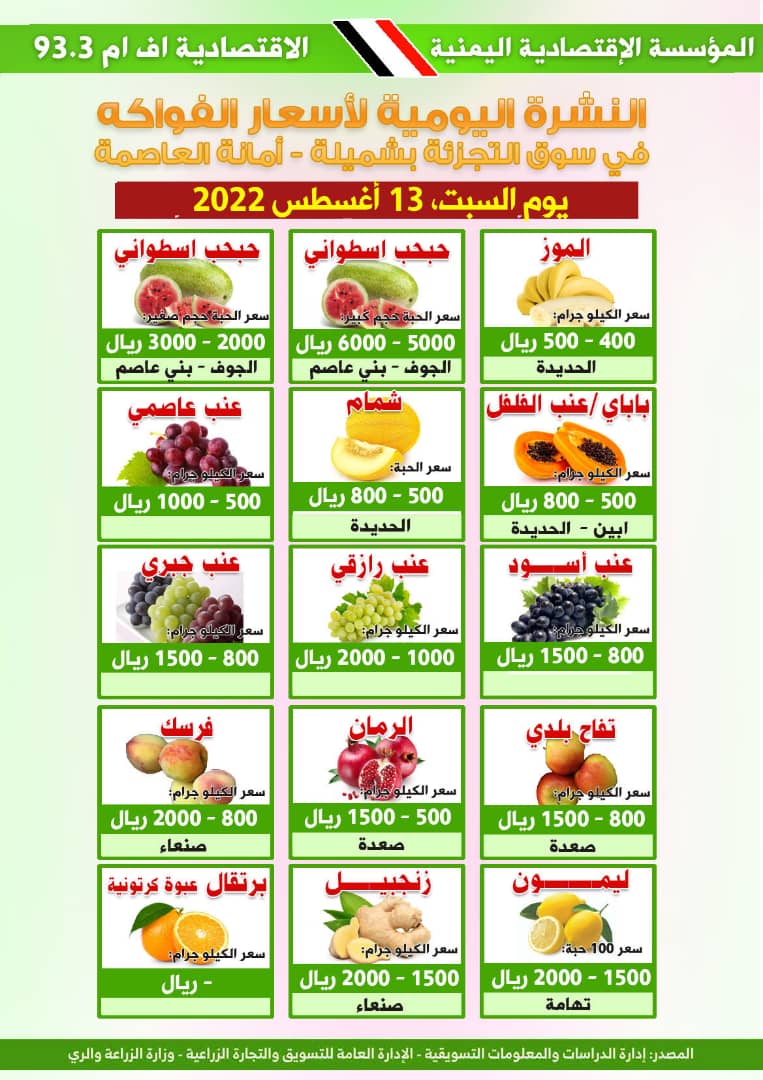 المؤسسة الإقتصادية اليمنية
الاقتصادية اف ام 93.3
النشرة اليومية لأسعار الفواكه
في سوق التجزئة بشميلة - أمانة العاصمة
يوم السبت، 13 أغسطس 2022
الموز
سعر الكيلو جرام:
400 - 500 ريال
الحديدة
حبحب اسطواني
سعر الحبة حجم كبير:
5000 - 6000 ريال
الجوف - بني عاصم
حبحب اسطواني
سعر الحبة حجم صغير:
2000 - 3000 ريال
الجوف - بني عاصم
باباي/عنب الفلفل
سعر الكيلو جرام:
500 - 800 ريال
ابين - الحديدة
شمام
سعر الحبة:
500 - 800 ريال
الحديدة
عنب عاصمي
سعر الكيلو جرام:
500 - 1000 ريال
عنب أســـود
سعر الكيلو جرام:
800 - 1500 ريال
عنب رازقي
سعر الكيلو جرام:
1000 - 2000 ريال
عنب جبري
سعر الكيلو جرام:
800 - 1500 ريال
تفاح بلدي
سعر الكيلو جرام:
800 - 1500 ريال
صعدة
الرمان
سعر الكيلو جرام:
500 - 1500 ريال
صعدة
فرسك
سعر الكيلو جرام:
800 - 2000 ريال
صنعاء
ليمـــــون
سعر 100 حبة:
1500 - 2000 ريال
تهامة
زنجبيـــــل
سعر الكيلو جرام:
1500 - 2000 ريال
صنعاء
برتقال عبوة كرتونية
سعر الكيلو جرام:
- ريال
المصدر: إدارة الدراسات والمعلومات التسويقية - الإدارة العامة للتسويق والتجارة الزراعية - وزارة الزراعة والري